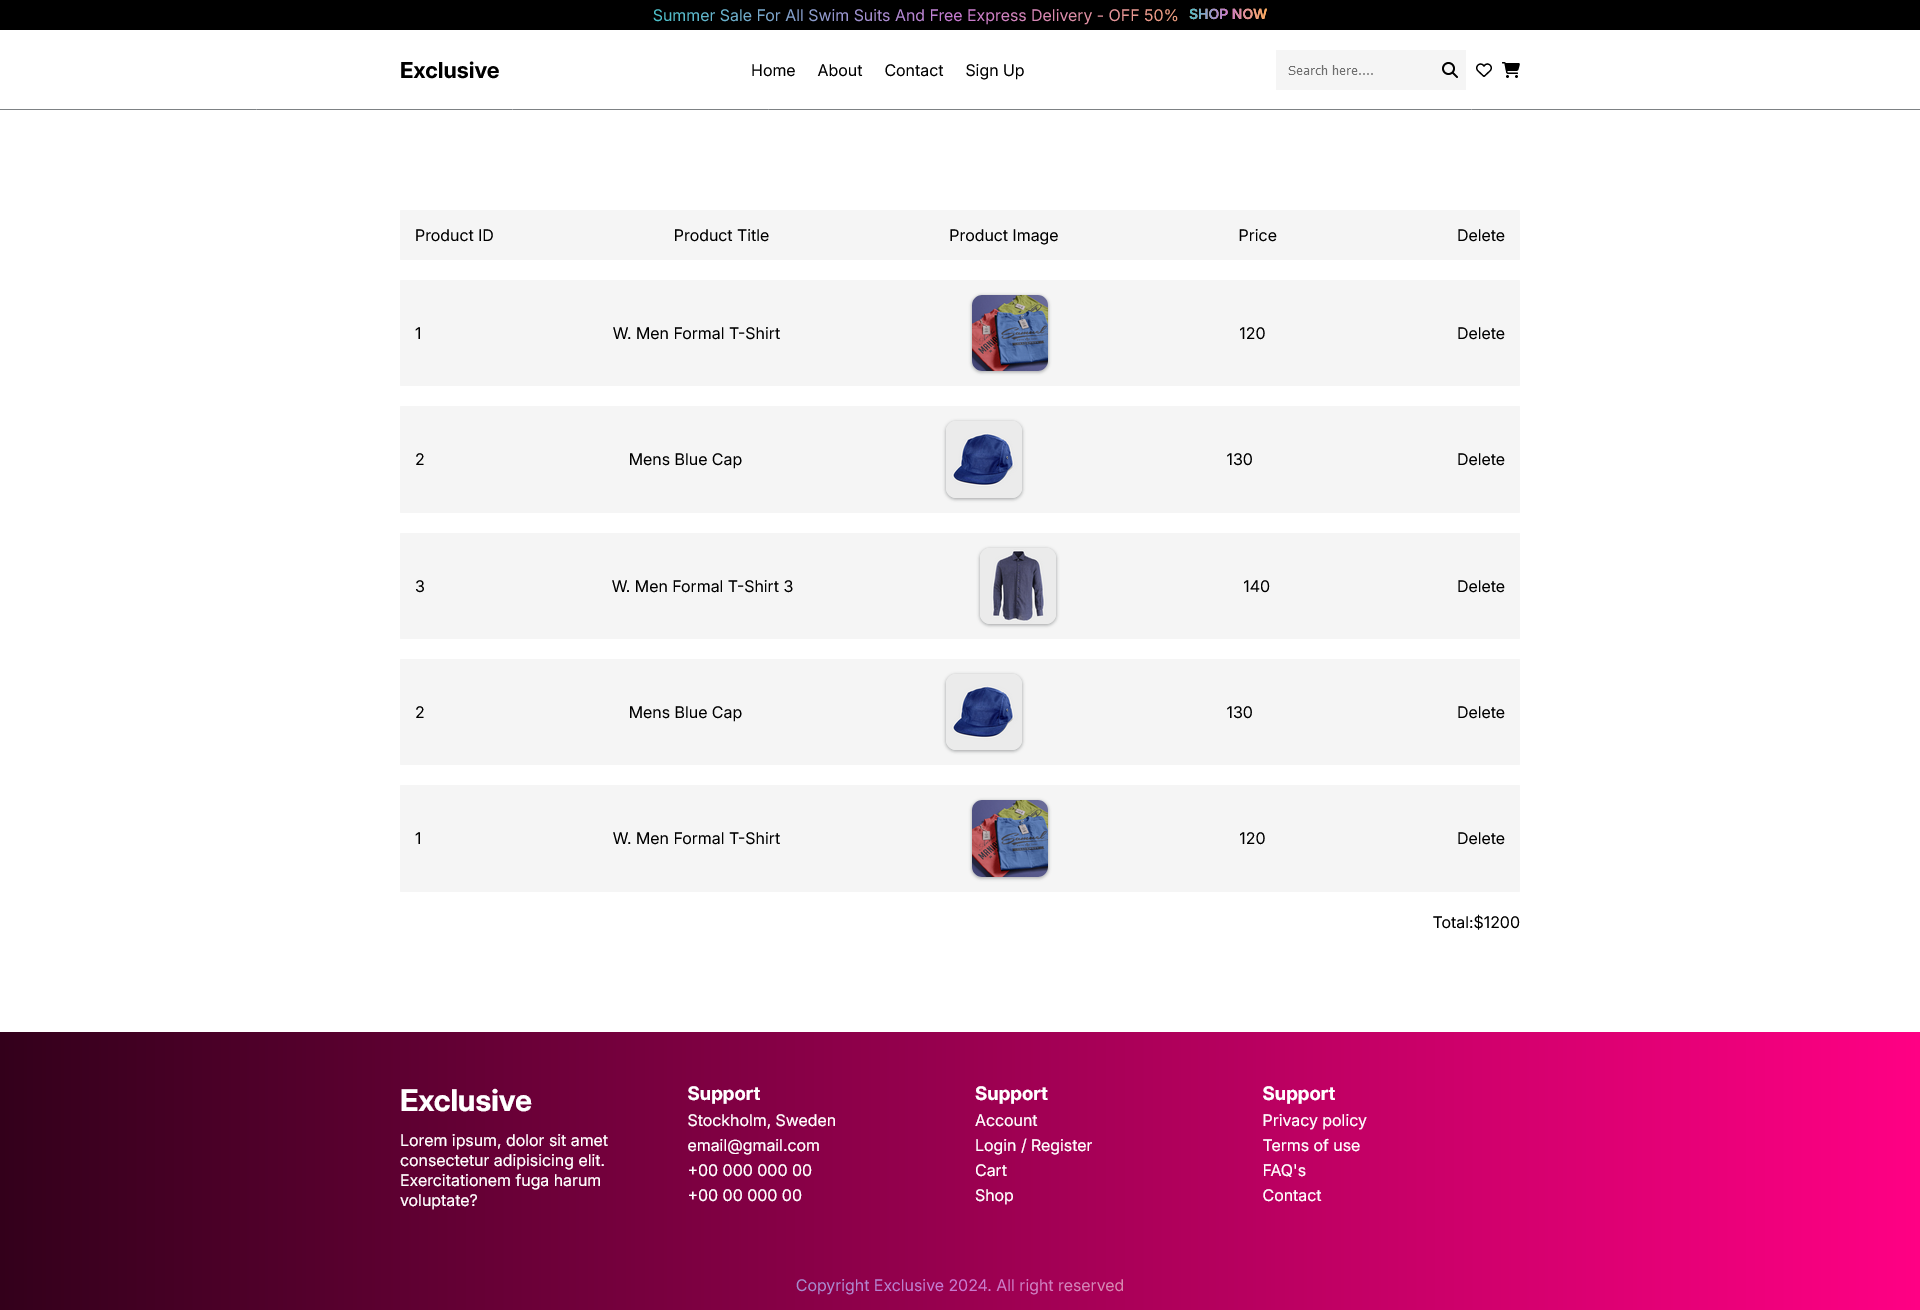 Summer Sale For All Swim Suits And Free Express Delivery - OFF 50% SHOP NOW
Exclusive Home About Contact Sign Up Search here....
Product ID Product Title Product Image Price Delete
1 W. Men Formal T-Shirt 120 Delete
2 Mens Blue Cap 130 Delete
3 W. Men Formal T-Shirt 3 140 Delete
2 Mens Blue Cap 130 Delete
1 W. Men Formal T-Shirt 120 Delete
Total:$1200
Exclusive
Lorem ipsum, dolor sit amet
consectetur adipisicing elit.
Exercitationem fuga harum
voluptate?
Support
Stockholm, Sweden
email@gmail.com
+00 000 000 00
+00 00 000 00
Support
Account
Login / Register
Cart
Shop
Support
Privacy policy
Terms of use
FAQ's
Contact
Copyright Exclusive 2024. All right reserved